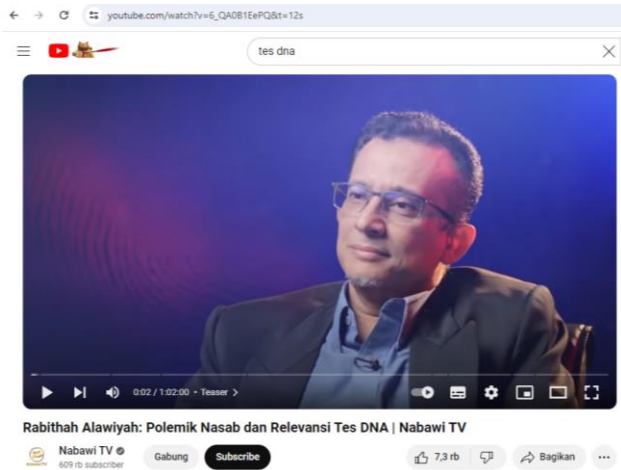 youtube.com/watch?v=6_QA0B1EePQ&t=12s
tes dna
0:02 / 1:02:00 • Teaser >
Rabithah Alawiyah: Polemik Nasab dan Relevansi Tes DNA | Nabawi TV
Nabawi TV
609 rb subscriber
Gabung
Subscribe
7,3 rb
Bagikan